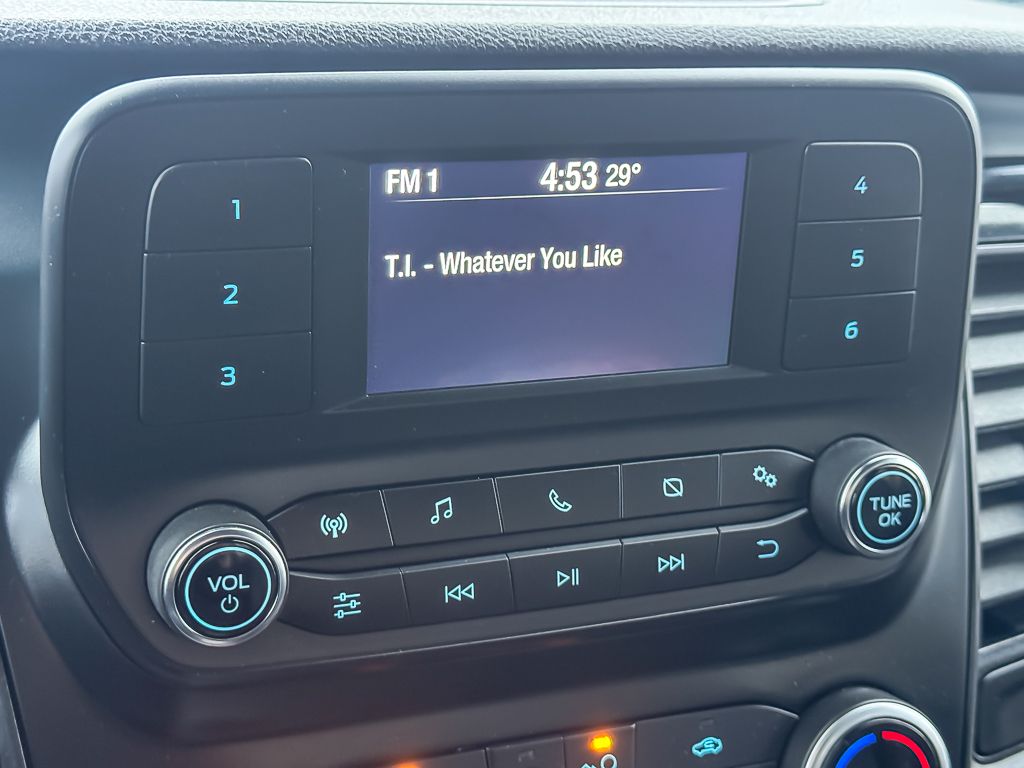 FM 1 4:53 29°
T.I. - Whatever You Like
1
2
3
4
5
6
VOL
TUNE
OK